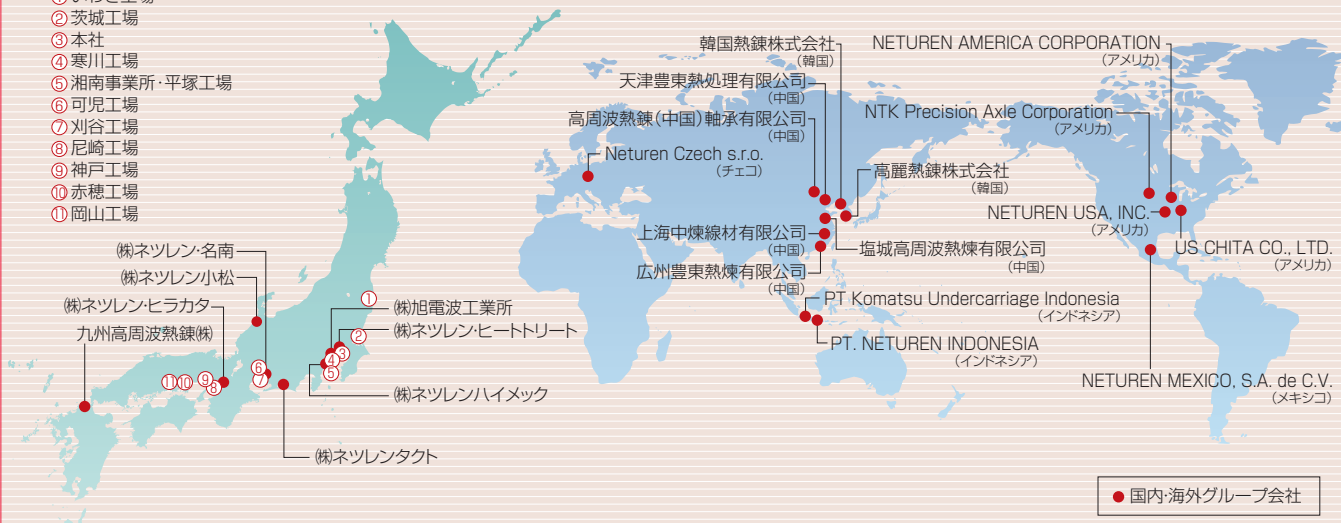 ② 茨城工場
③ 本社
④ 寒川工場
⑤ 湘南事業所・平塚工場
⑥ 可児工場
⑦ 刈谷工場
⑧ 尼崎工場
⑨ 神戸工場
⑩ 赤穂工場
⑪ 岡山工場
㈱ネツレン・名南
㈱ネツレン小松
㈱ネツレン・ヒラカタ
九州高周波熱錬㈱
①
㈱旭電波工業所
②
㈱ネツレン・ヒートトリート
③
④
⑤
⑥
⑦
⑪ ⑩ ⑨
⑧
㈱ネツレンハイメック
㈱ネツレンタクト
韓国熱錬株式会社
(韓国)
天津豊東熱処理有限公司
(中国)
高周波熱錬(中国)軸承有限公司
(中国)
Neturen Czech s.r.o.
(チェコ)
高麗熱錬株式会社
(韓国)
上海中煉線材有限公司
(中国)
塩城高周波熱煉有限公司
(中国)
広州豊東熱煉有限公司
(中国)
PT Komatsu Undercarriage Indonesia
(インドネシア)
PT. NETUREN INDONESIA
(インドネシア)
NETUREN AMERICA CORPORATION
(アメリカ)
NTK Precision Axle Corporation
(アメリカ)
NETUREN USA, INC.
(アメリカ)
US CHITA CO., LTD.
(アメリカ)
NETUREN MEXICO, S.A. de C.V.
(メキシコ)
● 国内・海外グループ会社